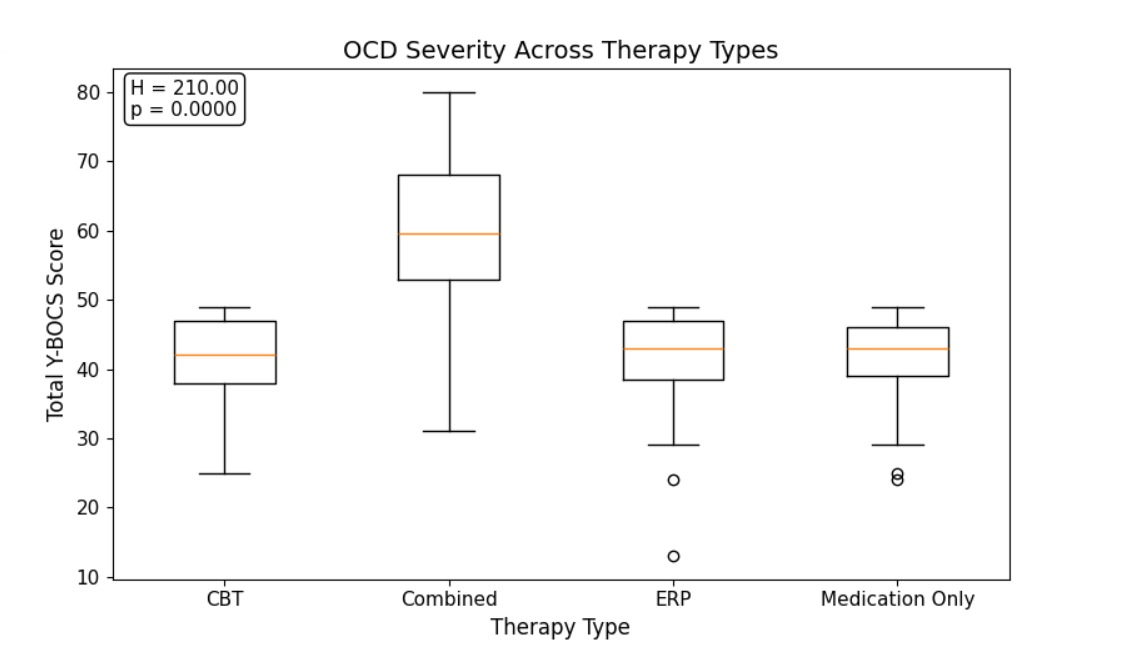 OCD Severity Across Therapy Types
H = 210.00
p = 0.0000
80
70
60
50
40
30
20
10
Total Y-BOCS Score
CBT
Combined
ERP
Medication Only
Therapy Type